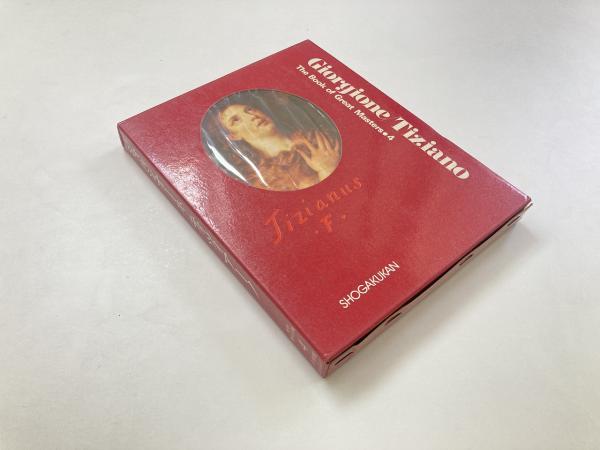 Giorgione Tiziano
The Book of Great Masters•4
Tizianus
.F.
SHOGAKUKAN